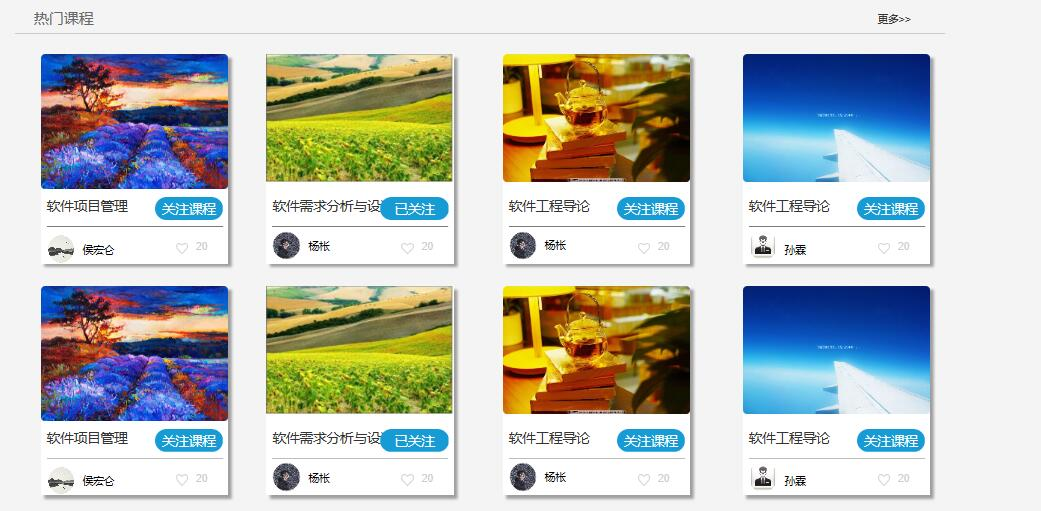 热门课程
更多>>
软件项目管理 关注课程
侯宏仑 20
软件需求分析与设 已关注
杨枨 20
软件工程导论 关注课程
杨枨 20
软件工程导论 关注课程
孙霖 20
软件项目管理 关注课程
侯宏仑 20
软件需求分析与设 已关注
杨枨 20
软件工程导论 关注课程
杨枨 20
软件工程导论 关注课程
孙霖 20